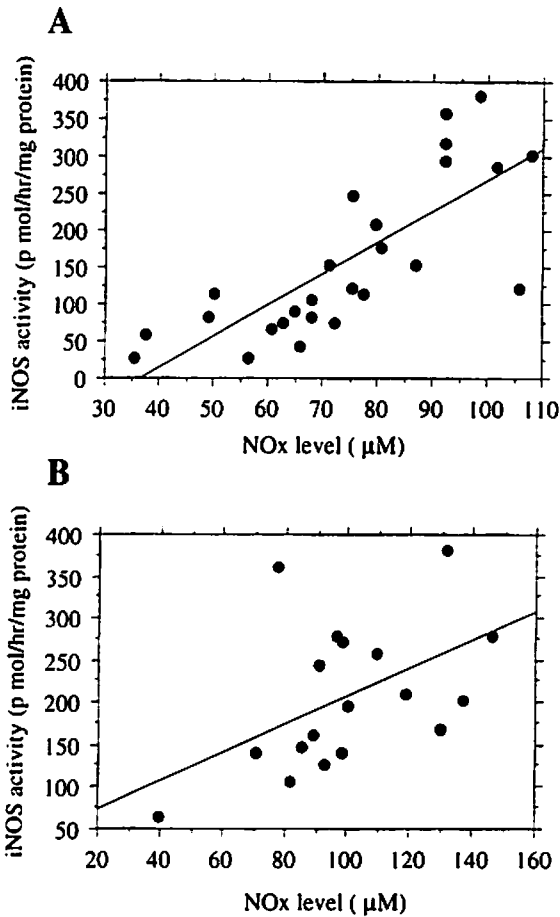 A
iNOS activity (p mol/hr/mg protein)
400
350
300
250
200
150
100
50
0
30 40 50 60 70 80 90 100 110
NOx level ( μM)
B
iNOS activity (p mol/hr/mg protein)
400
350
300
250
200
150
100
50
20 40 60 80 100 120 140 160
NOx level ( μM)